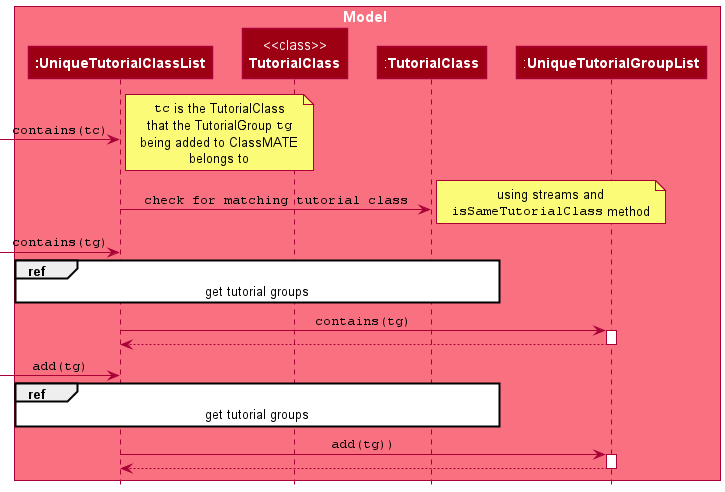 Model
:UniqueTutorialClassList
<<class>>
TutorialClass
:TutorialClass
:UniqueTutorialGroupList
tc is the TutorialClass
that the TutorialGroup tg
being added to ClassMATE
belongs to
contains(tc)
using streams and
isSameTutorialClass method
check for matching tutorial class
contains(tg)
ref
get tutorial groups
contains(tg)
add(tg)
ref
get tutorial groups
add(tg))